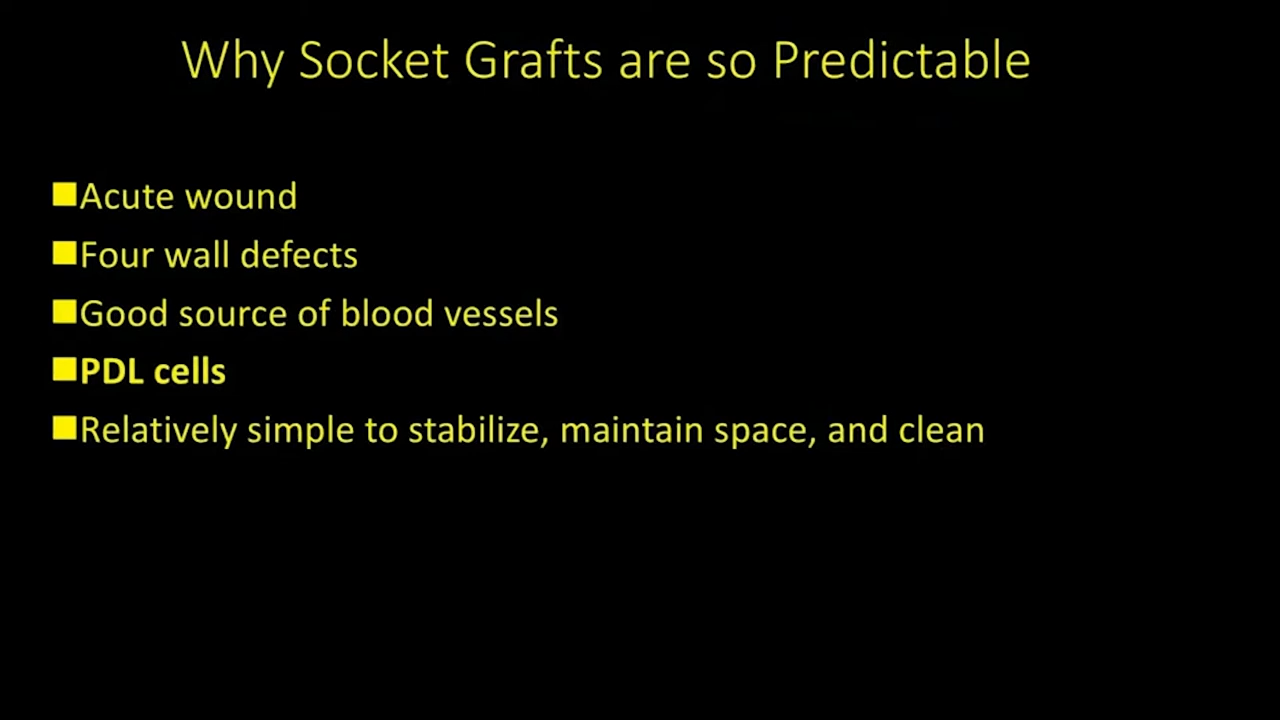 Why Socket Grafts are so Predictable
■Acute wound
■Four wall defects
■Good source of blood vessels
■PDL cells
■Relatively simple to stabilize, maintain space, and clean